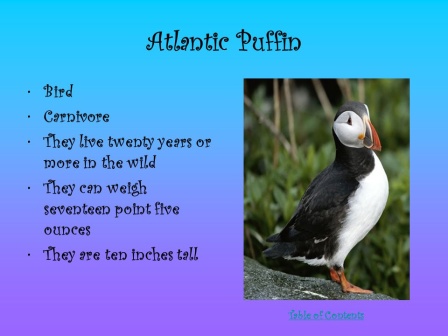 Atlantic Puffin
• Bird
• Carnivore
• They live twenty years or
more in the wild
• They can weigh
seventeen point five
ounces
• They are ten inches tall
Table of Contents